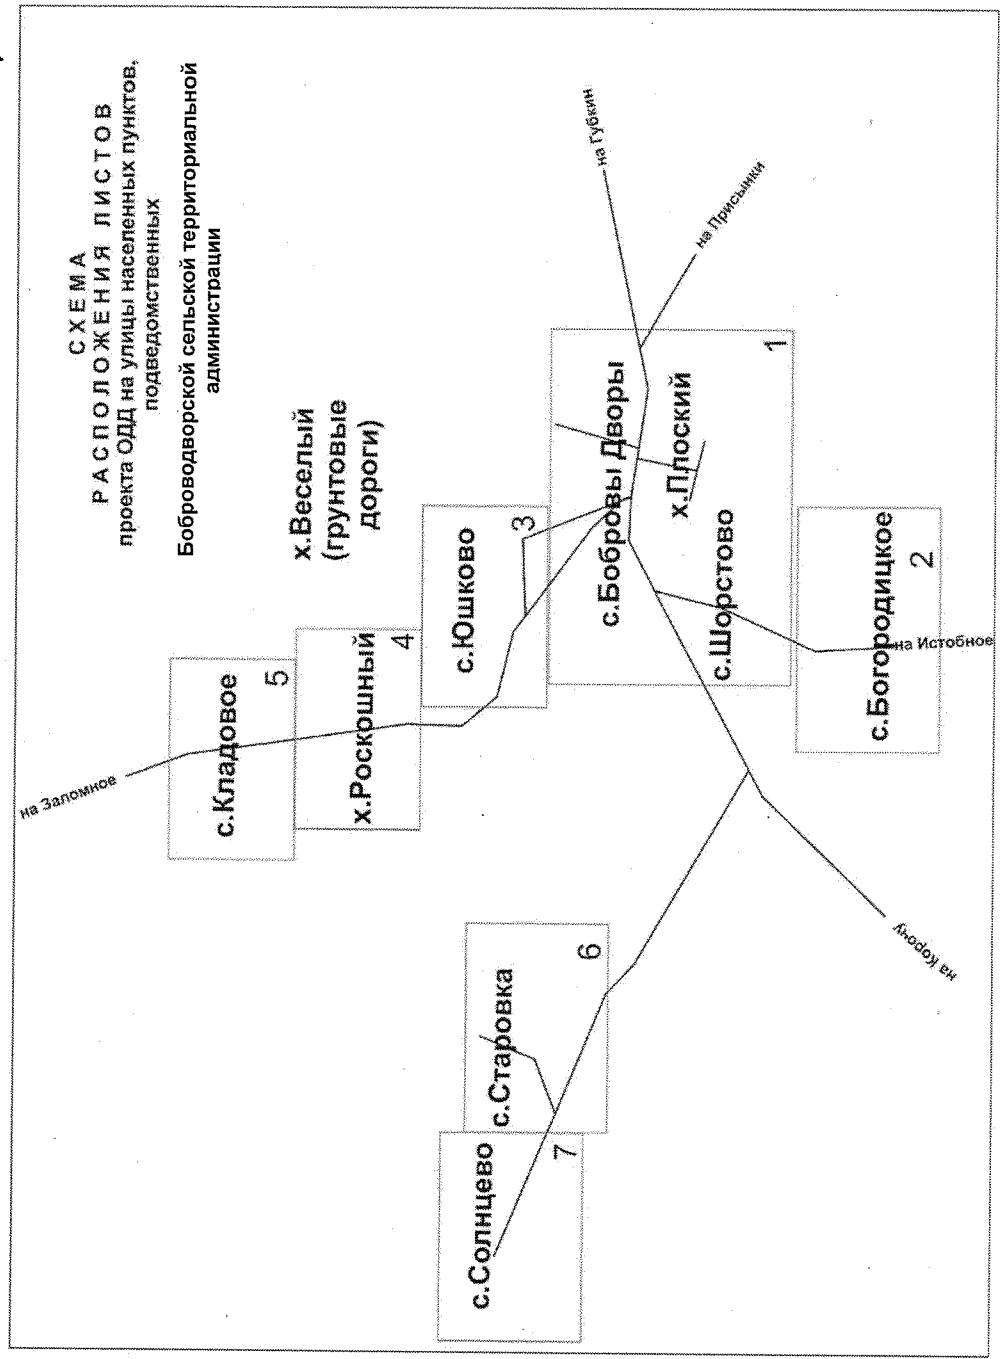 СХЕМА
РАСПОЛОЖЕНИЯ ЛИСТОВ
проекта ОДД на улицы населенных пунктов,
подведомственных
Бобродворской сельской территориальной
администрации
х.Веселый
(грунтовые
дороги)
на Заломное
с.Кладовое
5
х.Роскошный
4
с.Юшково
3
на Губкин
на Присынки
с.Бобровы Дворы
х.Плоский
с.Шорстово
1
с.Богородицкое
2
на Истобное
на Корочу
с.Старовка
6
с.Солнцево
7